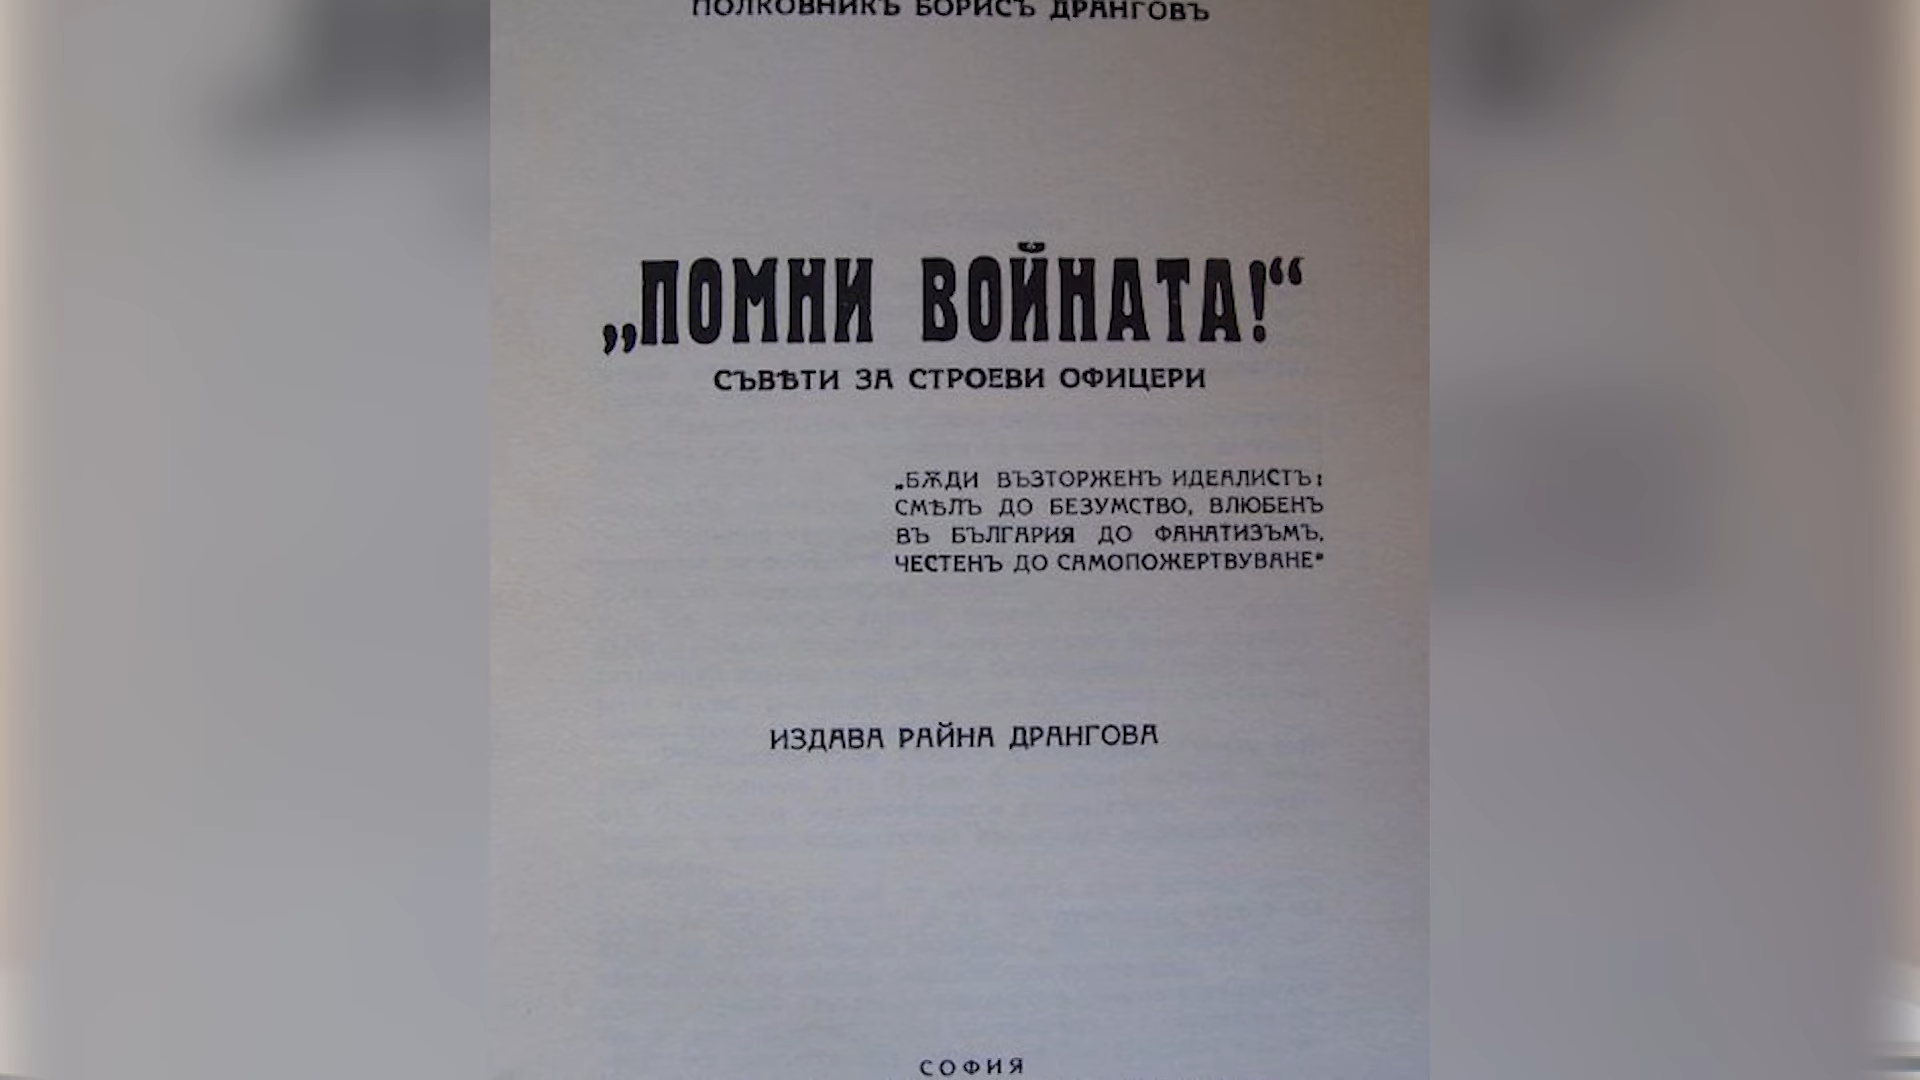 ПОЛКОВНИКЪ БОРИСЪ ДРАНГОВЪ
„ПОМНИ ВОЙНАТА!“
СЪВѢТИ ЗА СТРОЕВИ ОФИЦЕРИ
„БѪДИ ВЪЗТОРЖЕНЪ ИДЕАЛИСТЪ:
СМѢЛЪ ДО БЕЗУМСТВО, ВЛЮБЕНЪ
ВЪ БЪЛГАРИЯ ДО ФАНАТИЗЪМЪ,
ЧЕСТЕНЪ ДО САМОПОЖЕРТВУВАНЕ“
ИЗДАВА РАЙНА ДРАНГОВА
СОФИЯ